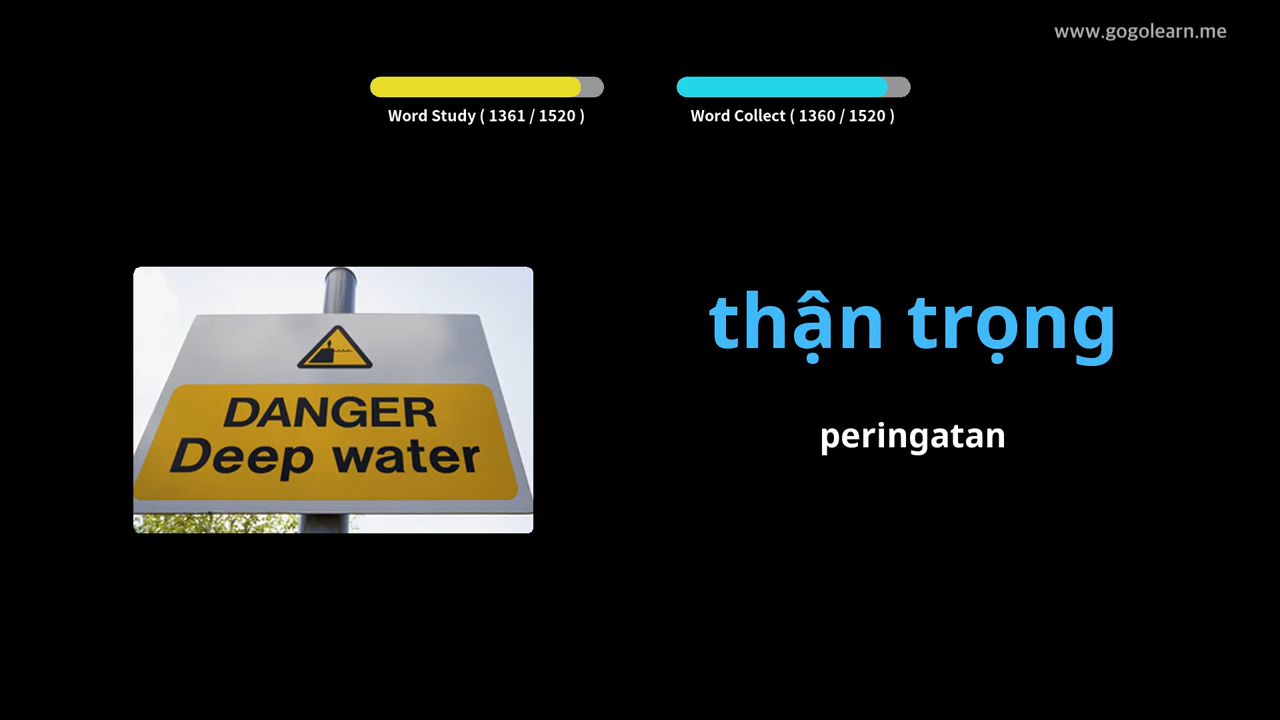 www.gogolearn.me
Word Study ( 1361 / 1520 )
Word Collect ( 1360 / 1520 )
DANGER
Deep water
thận trọng
peringatan